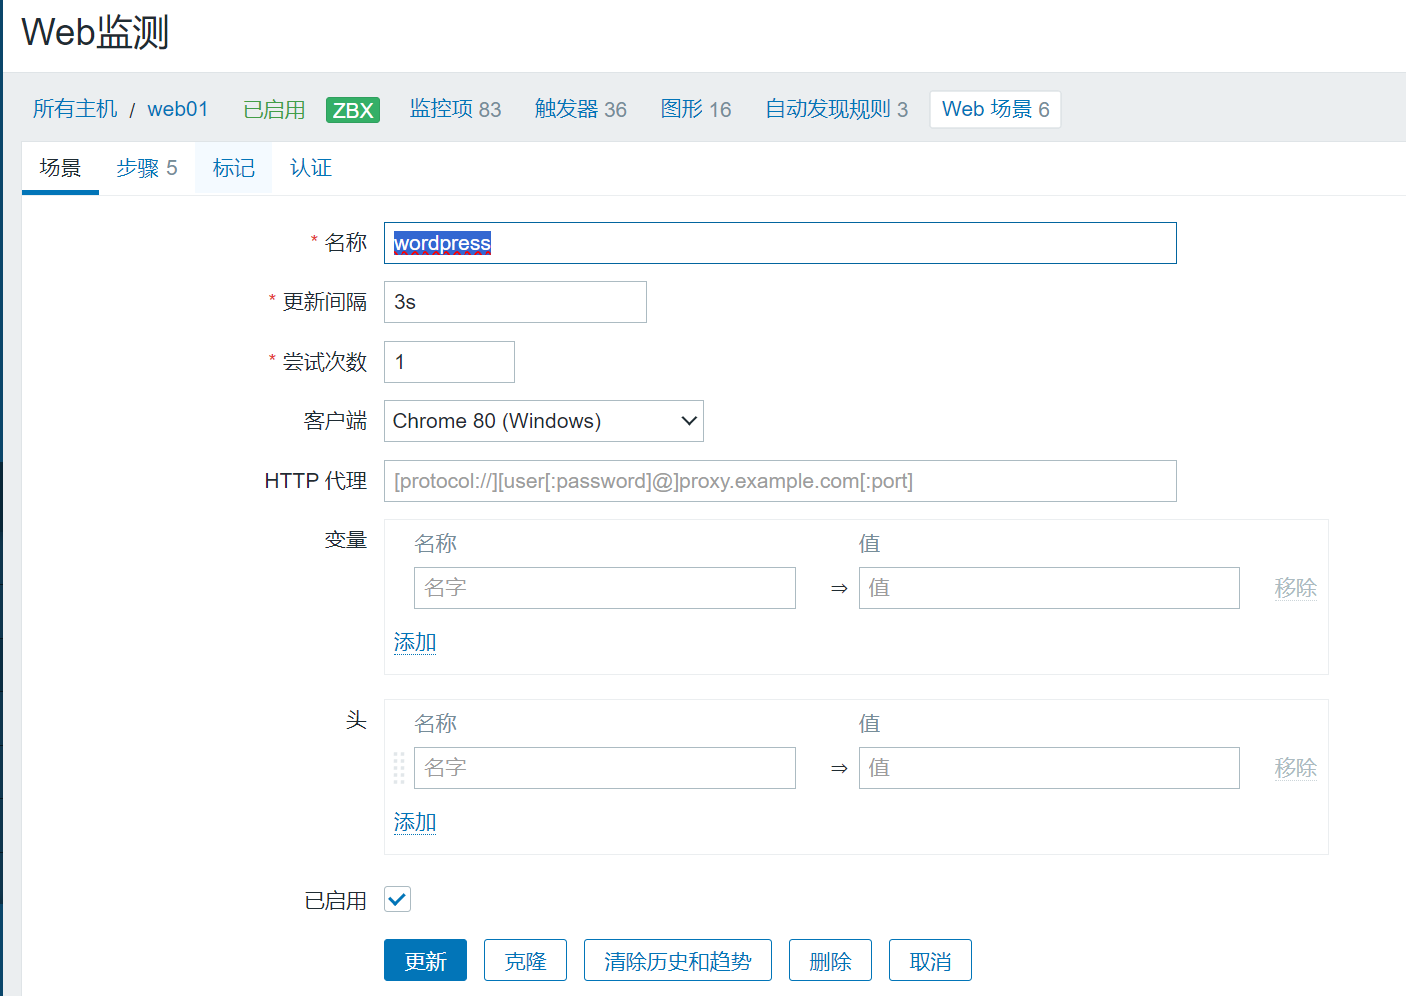 Web监测
所有主机 / web01 已启用 ZBX 监控项 83 触发器 36 图形 16 自动发现规则 3 Web 场景 6
场景 步骤 5 标记 认证
* 名称 wordpress
* 更新间隔 3s
* 尝试次数 1
客户端 Chrome 80 (Windows)
HTTP 代理 [protocol://][user[:password]@]proxy.example.com[:port]
变量 名称 值
名字 ⇒ 值 移除
添加
头 名称 值
名字 ⇒ 值 移除
添加
已启用
更新 克隆 清除历史和趋势 删除 取消